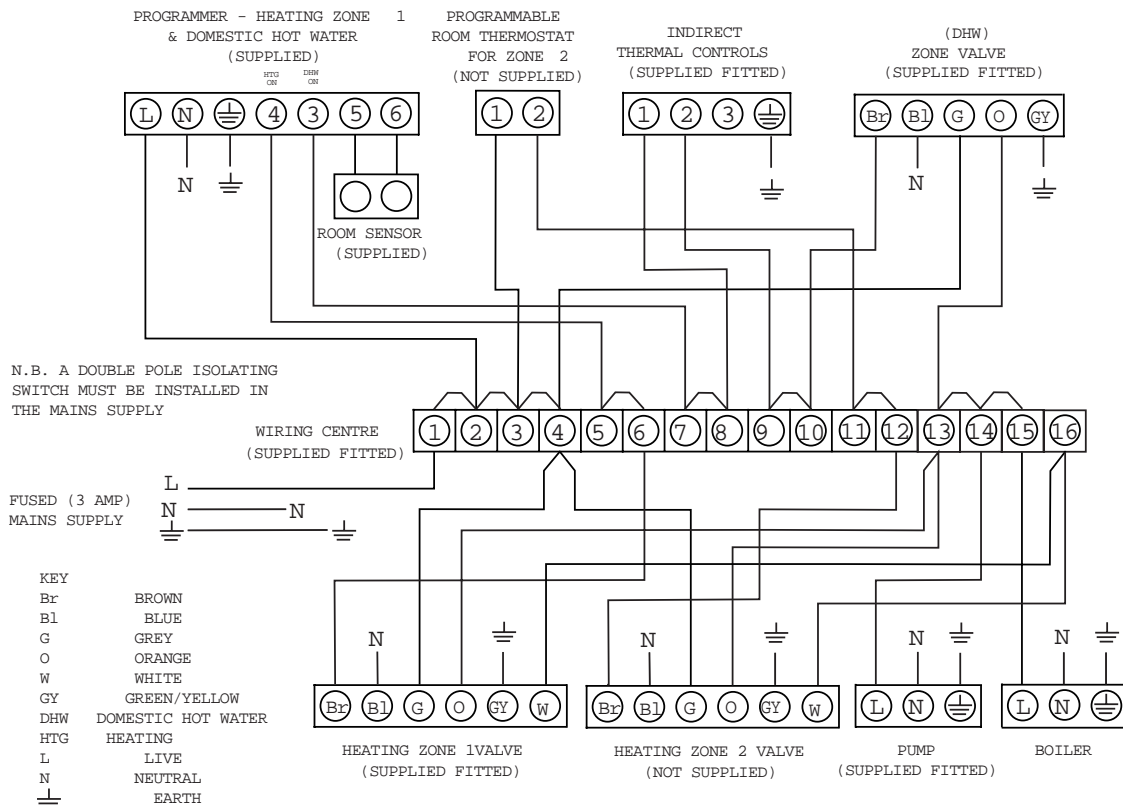 PROGRAMMER - HEATING ZONE 1
& DOMESTIC HOT WATER
(SUPPLIED)
HTG
ON
DHW
ON
L N 4 3 5 6
N
ROOM SENSOR
(SUPPLIED)
PROGRAMMABLE
ROOM THERMOSTAT
FOR ZONE 2
(NOT SUPPLIED)
1 2
INDIRECT
THERMAL CONTROLS
(SUPPLIED FITTED)
1 2 3
(DHW)
ZONE VALVE
(SUPPLIED FITTED)
Br Bl G O GY
N
N.B. A DOUBLE POLE ISOLATING
SWITCH MUST BE INSTALLED IN
THE MAINS SUPPLY
WIRING CENTRE
(SUPPLIED FITTED)
1 2 3 4 5 6 7 8 9 10 11 12 13 14 15 16
FUSED (3 AMP)
MAINS SUPPLY
L
N N
KEY
Br BROWN
Bl BLUE
G GREY
O ORANGE
W WHITE
GY GREEN/YELLOW
DHW DOMESTIC HOT WATER
HTG HEATING
L LIVE
N NEUTRAL
EARTH
N
Br Bl G O GY W
HEATING ZONE 1VALVE
(SUPPLIED FITTED)
N
Br Bl G O GY W
HEATING ZONE 2 VALVE
(NOT SUPPLIED)
N
L N
PUMP
(SUPPLIED FITTED)
N
L N
BOILER